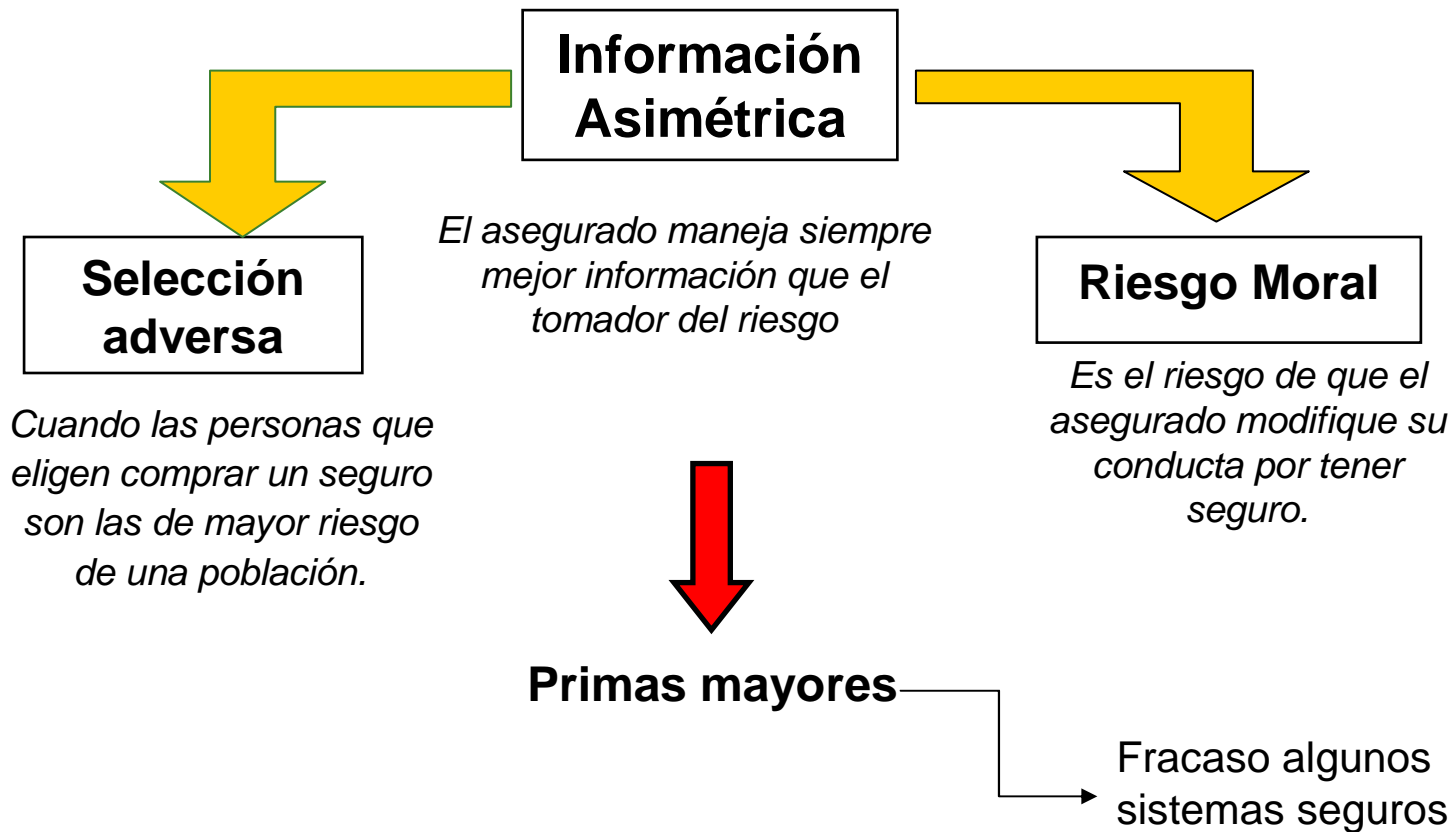 Información
Asimétrica
El asegurado maneja siempre
mejor información que el
tomador del riesgo
Selección
adversa
Cuando las personas que
eligen comprar un seguro
son las de mayor riesgo
de una población.
Riesgo Moral
Es el riesgo de que el
asegurado modifique su
conducta por tener
seguro.
Primas mayores
Fracaso algunos
sistemas seguros